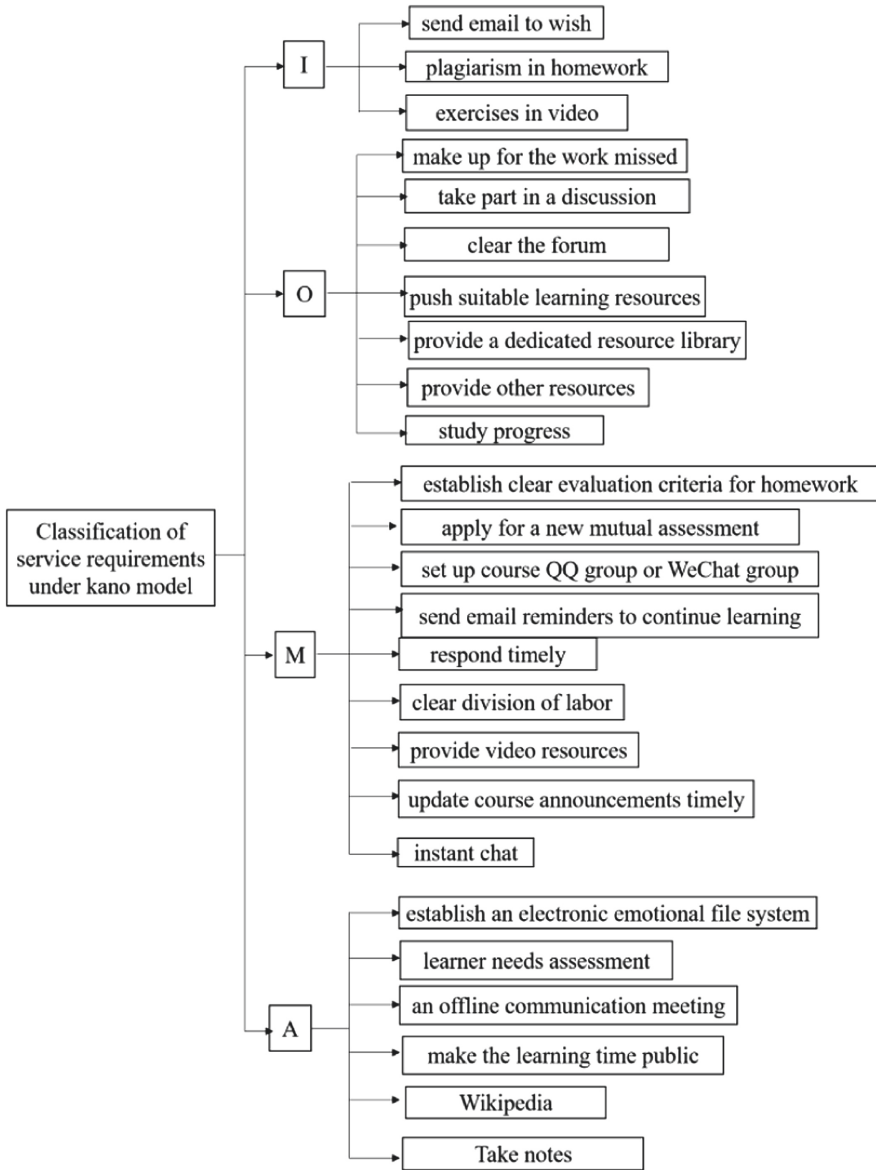 Classification of
service requirements
under kano model
I
send email to wish
plagiarism in homework
exercises in video
O
make up for the work missed
take part in a discussion
clear the forum
push suitable learning resources
provide a dedicated resource library
provide other resources
study progress
M
establish clear evaluation criteria for homework
apply for a new mutual assessment
set up course QQ group or WeChat group
send email reminders to continue learning
respond timely
clear division of labor
provide video resources
update course announcements timely
instant chat
A
establish an electronic emotional file system
learner needs assessment
an offline communication meeting
make the learning time public
Wikipedia
Take notes